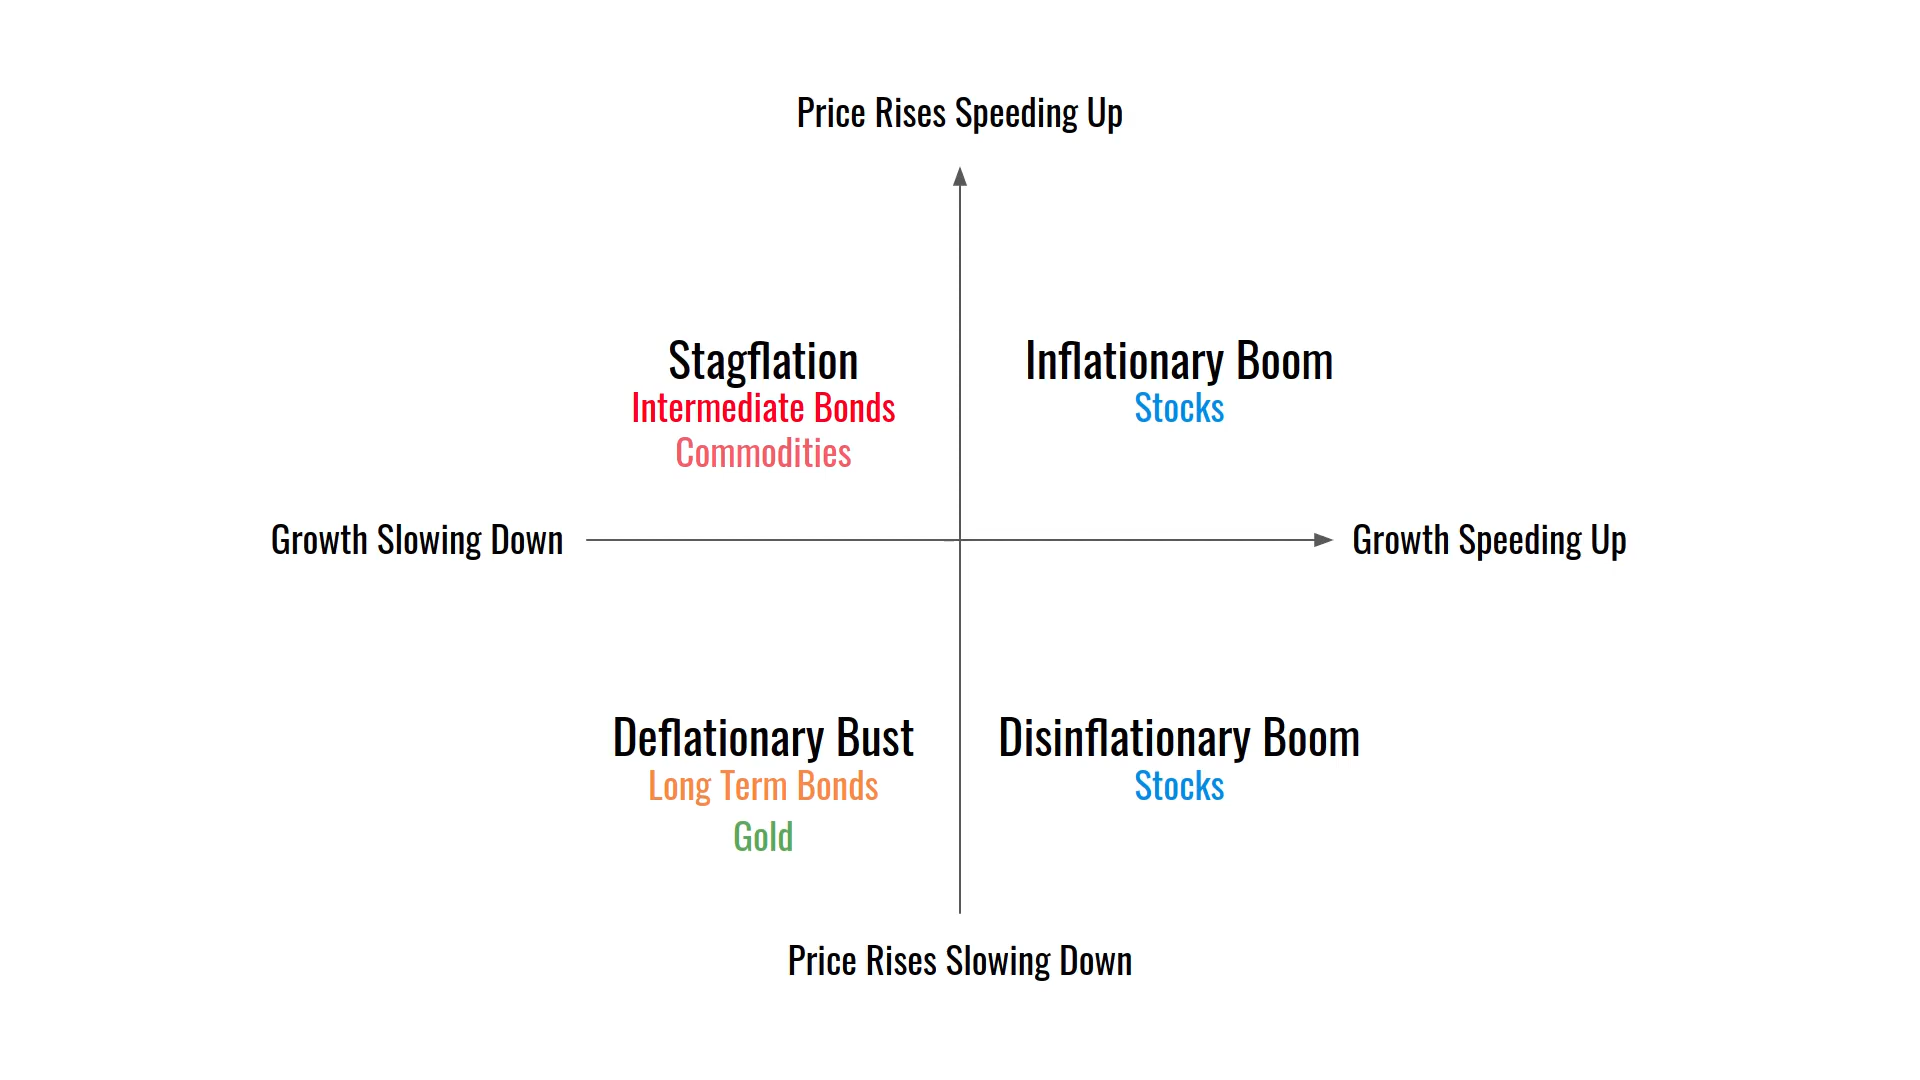 Price Rises Speeding Up
Stagflation
Intermediate Bonds
Commodities
Inflationary Boom
Stocks
Growth Slowing Down
Growth Speeding Up
Deflationary Bust
Long Term Bonds
Gold
Disinflationary Boom
Stocks
Price Rises Slowing Down